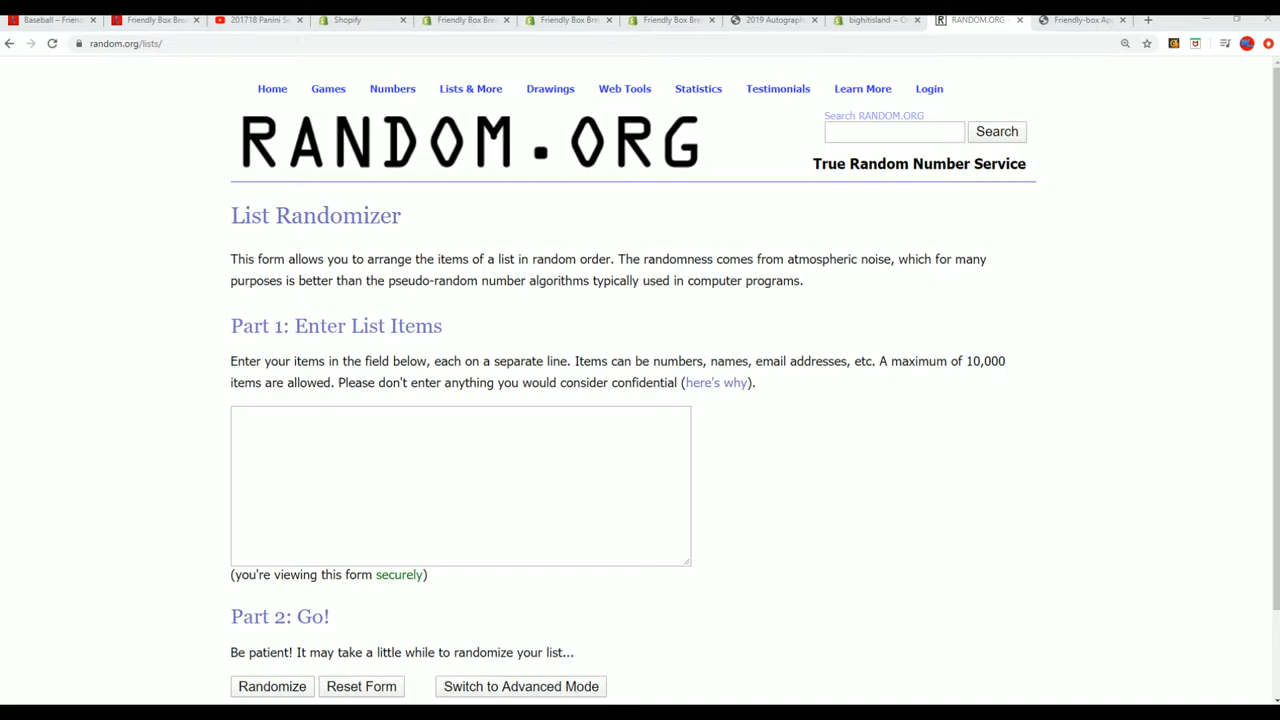 Baseball – Frien
Friendly Box Brea
201718 Panini Se
Shopify
Friendly Box Brea
Friendly Box Brea
Friendly Box Brea
2019 Autograph
bighitisland ~ O
RANDOM.ORG
Friendly-box Ap
random.org/lists/
Home Games Numbers Lists & More Drawings Web Tools Statistics Testimonials Learn More Login
RANDOM.ORG
Search RANDOM.ORG
Search
True Random Number Service
List Randomizer
This form allows you to arrange the items of a list in random order. The randomness comes from atmospheric noise, which for many
purposes is better than the pseudo-random number algorithms typically used in computer programs.
Part 1: Enter List Items
Enter your items in the field below, each on a separate line. Items can be numbers, names, email addresses, etc. A maximum of 10,000
items are allowed. Please don't enter anything you would consider confidential (here's why).
(you're viewing this form securely)
Part 2: Go!
Be patient! It may take a little while to randomize your list...
Randomize Reset Form Switch to Advanced Mode